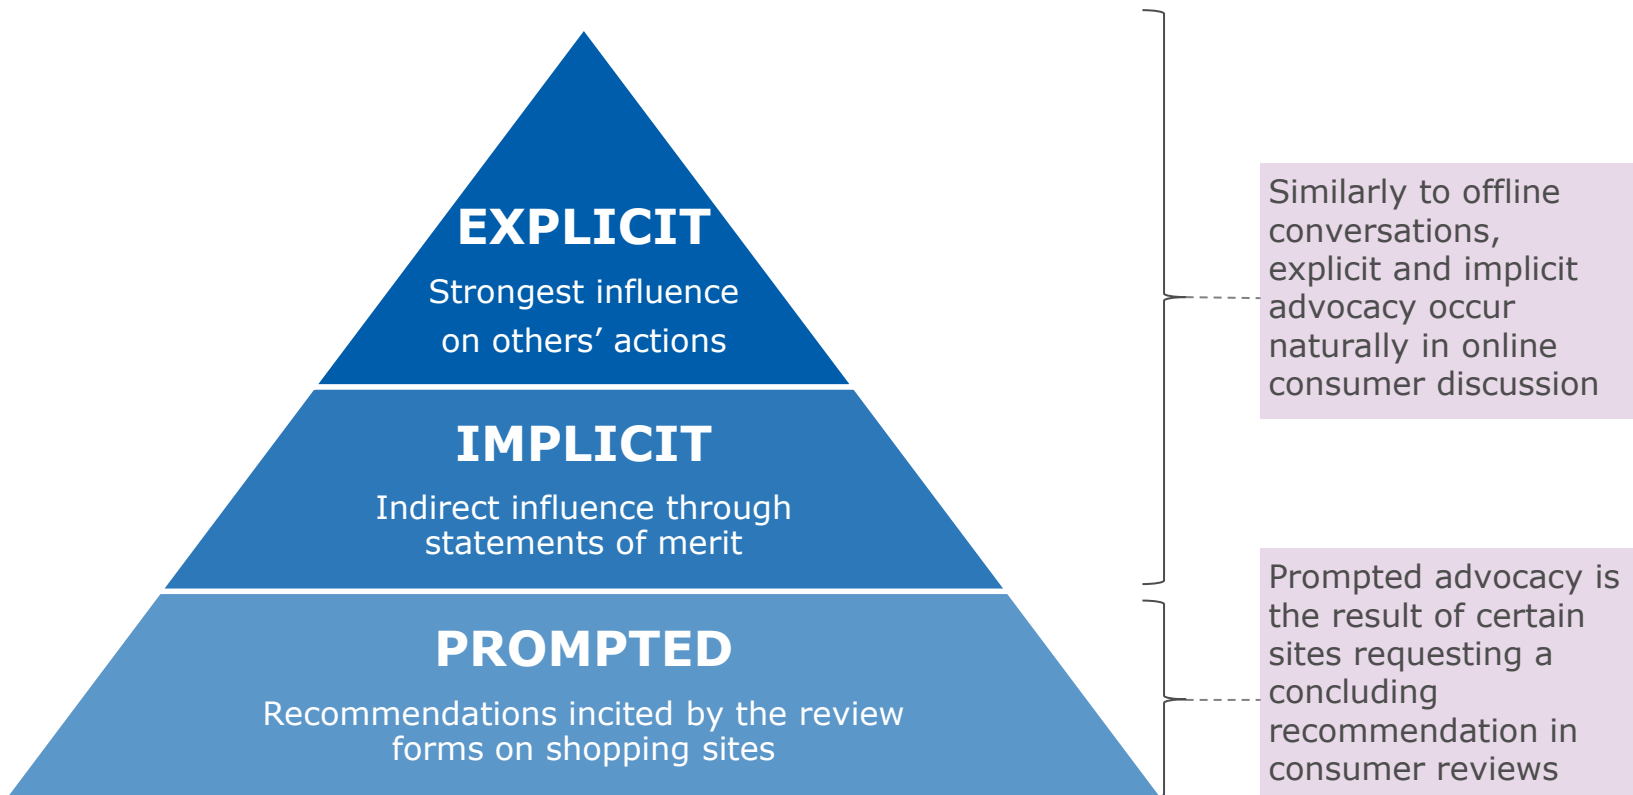 EXPLICIT
Strongest influence
on others’ actions
IMPLICIT
Indirect influence through
statements of merit
PROMPTED
Recommendations incited by the review
forms on shopping sites
Similarly to offline
conversations,
explicit and implicit
advocacy occur
naturally in online
consumer discussion
Prompted advocacy is
the result of certain
sites requesting a
concluding
recommendation in
consumer reviews